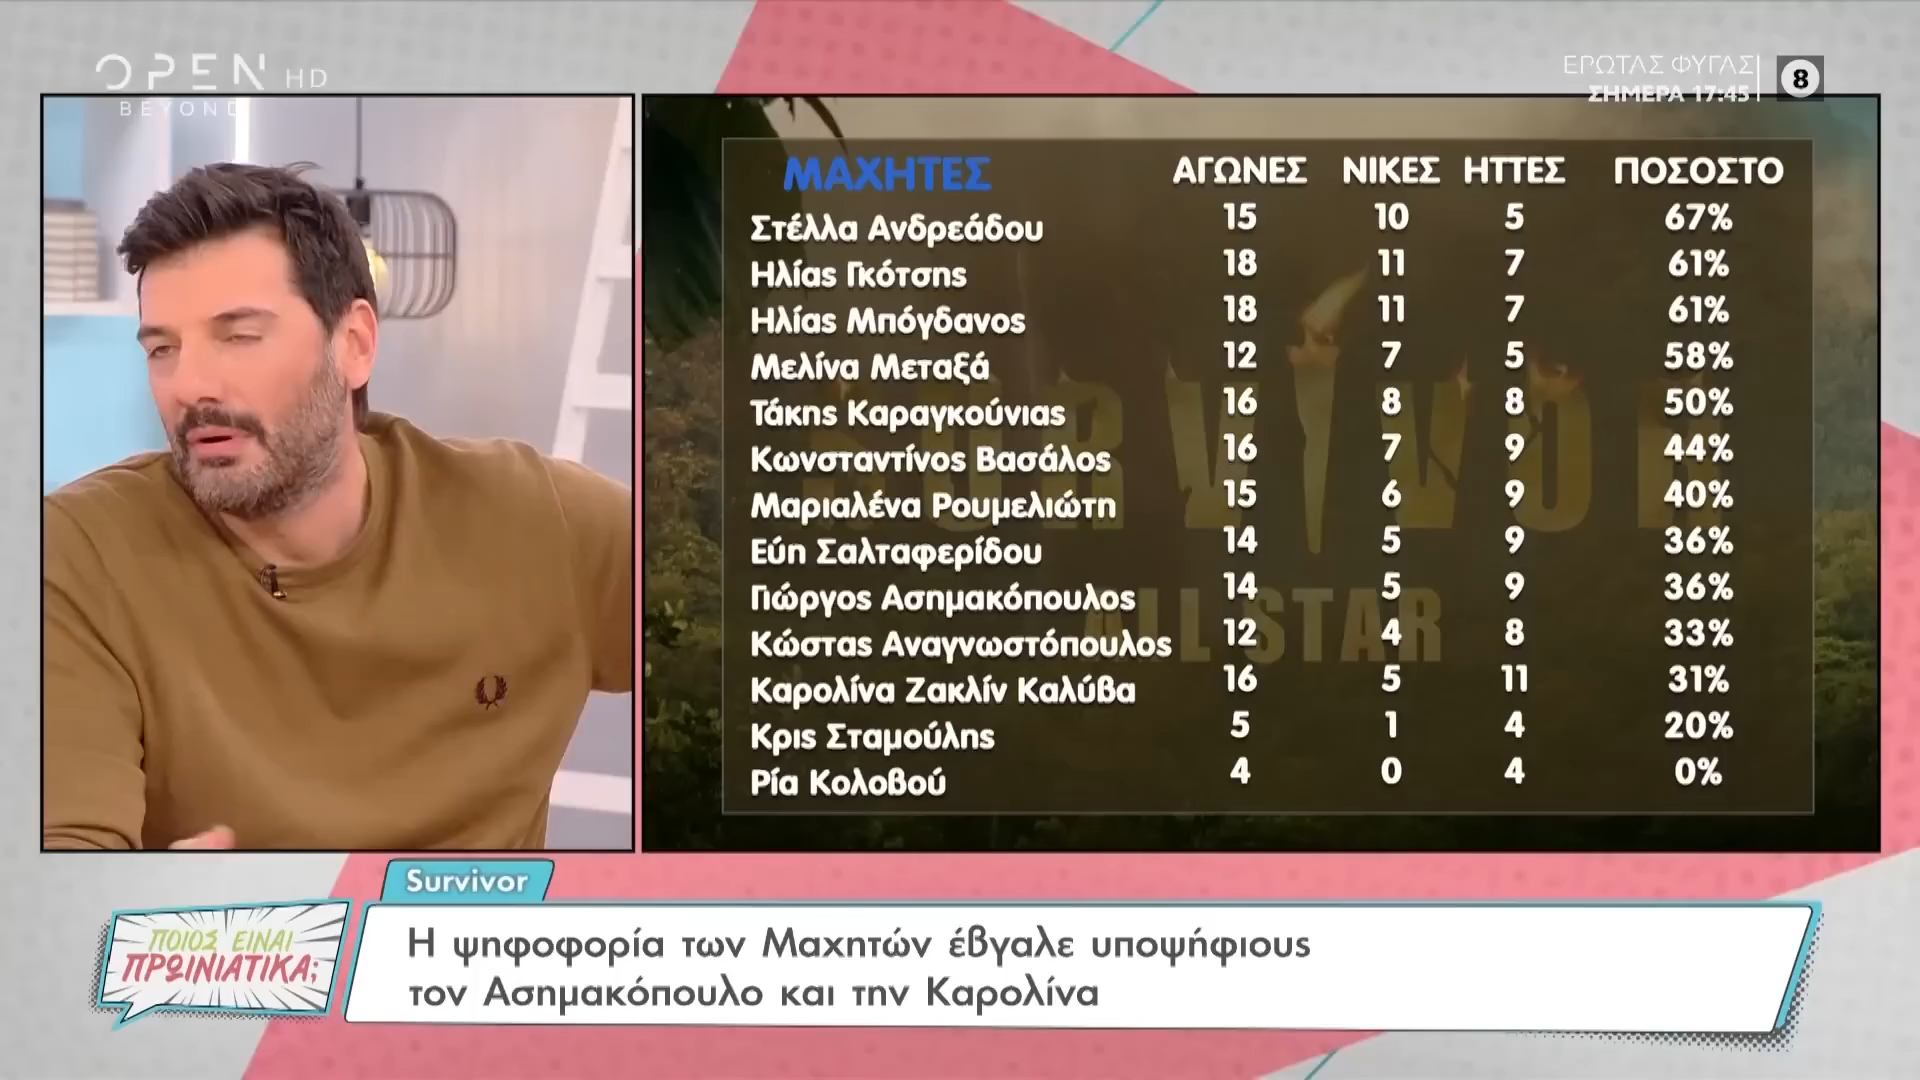 OPEN HD
BEYOND
ΕΡΩΤΑΣ ΦΥΓΑΣ
ΣΗΜΕΡΑ 17:45
8
ΜΑΧΗΤΕΣ ΑΓΩΝΕΣ ΝΙΚΕΣ ΗΤΤΕΣ ΠΟΣΟΣΤΟ
Στέλλα Ανδρεάδου 15 10 5 67%
Ηλίας Γκότσης 18 11 7 61%
Ηλίας Μπόγδανος 18 11 7 61%
Μελίνα Μεταξά 12 7 5 58%
Τάκης Καραγκούνιας 16 8 8 50%
Κωνσταντίνος Βασάλος 16 7 9 44%
Μαριαλένα Ρουμελιώτη 15 6 9 40%
Εύη Σαλταφερίδου 14 5 9 36%
Γιώργος Ασημακόπουλος 14 5 9 36%
Κώστας Αναγνωστόπουλος 12 4 8 33%
Καρολίνα Ζακλίν Καλύβα 16 5 11 31%
Κρις Σταμούλης 5 1 4 20%
Ρία Κολοβού 4 0 4 0%
SURVIVOR
ALL STAR
Survivor
ΠΟΙΟΣ ΕΙΝΑΙ
ΠΡΩΙΝΙΑΤΙΚΑ;
Η ψηφοφορία των Μαχητών έβγαλε υποψήφιους
τον Ασημακόπουλο και την Καρολίνα